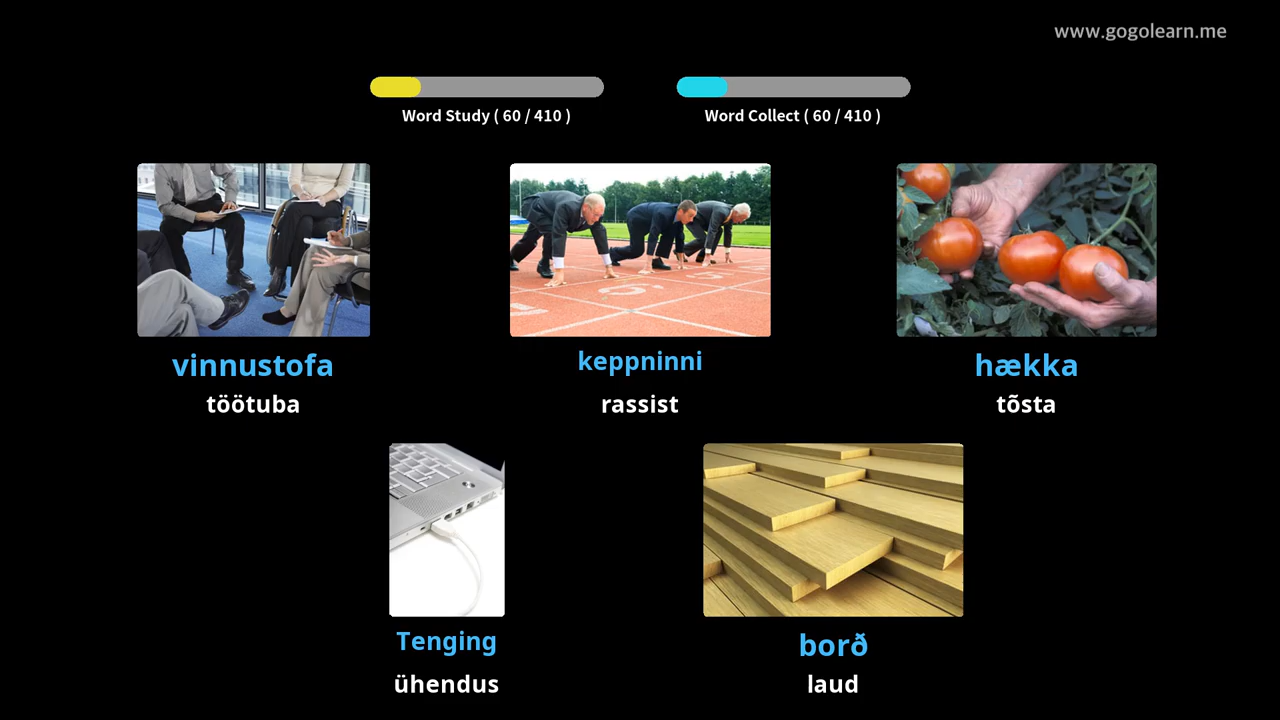 www.gogolearn.me
Word Study ( 60 / 410 )
Word Collect ( 60 / 410 )
vinnustofa
töötuba
keppninni
rassist
hækka
tõsta
Tenging
ühendus
borð
laud